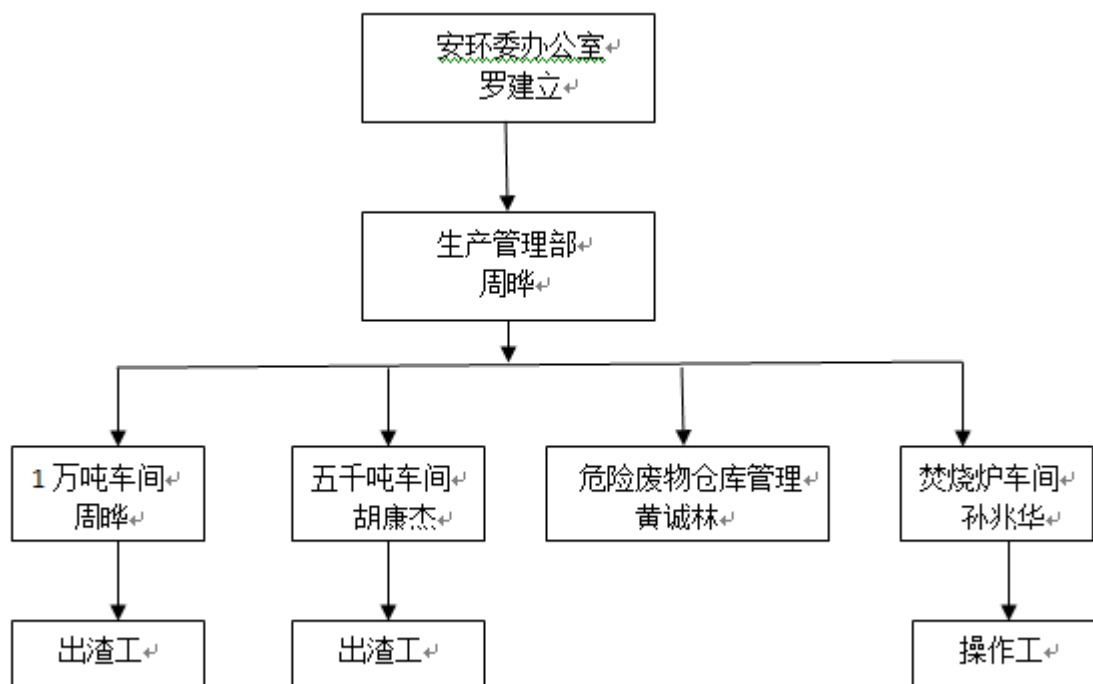 安环委办公室
罗建立
生产管理部
周晔
1万吨车间
周晔
五千吨车间
胡康杰
危险废物仓库管理
黄诚林
焚烧炉车间
孙兆华
出渣工
出渣工
操作工